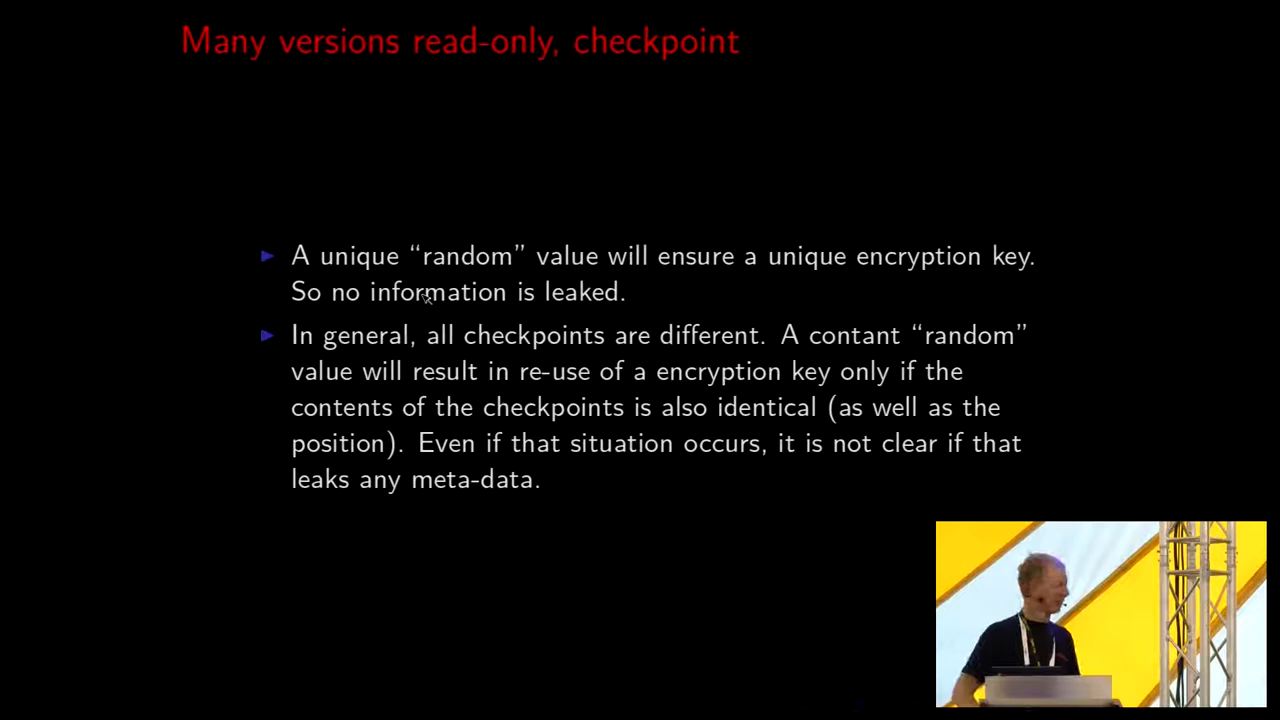 Many versions read-only, checkpoint
A unique “random” value will ensure a unique encryption key.
So no information is leaked.
In general, all checkpoints are different. A contant “random”
value will result in re-use of a encryption key only if the
contents of the checkpoints is also identical (as well as the
position). Even if that situation occurs, it is not clear if that
leaks any meta-data.